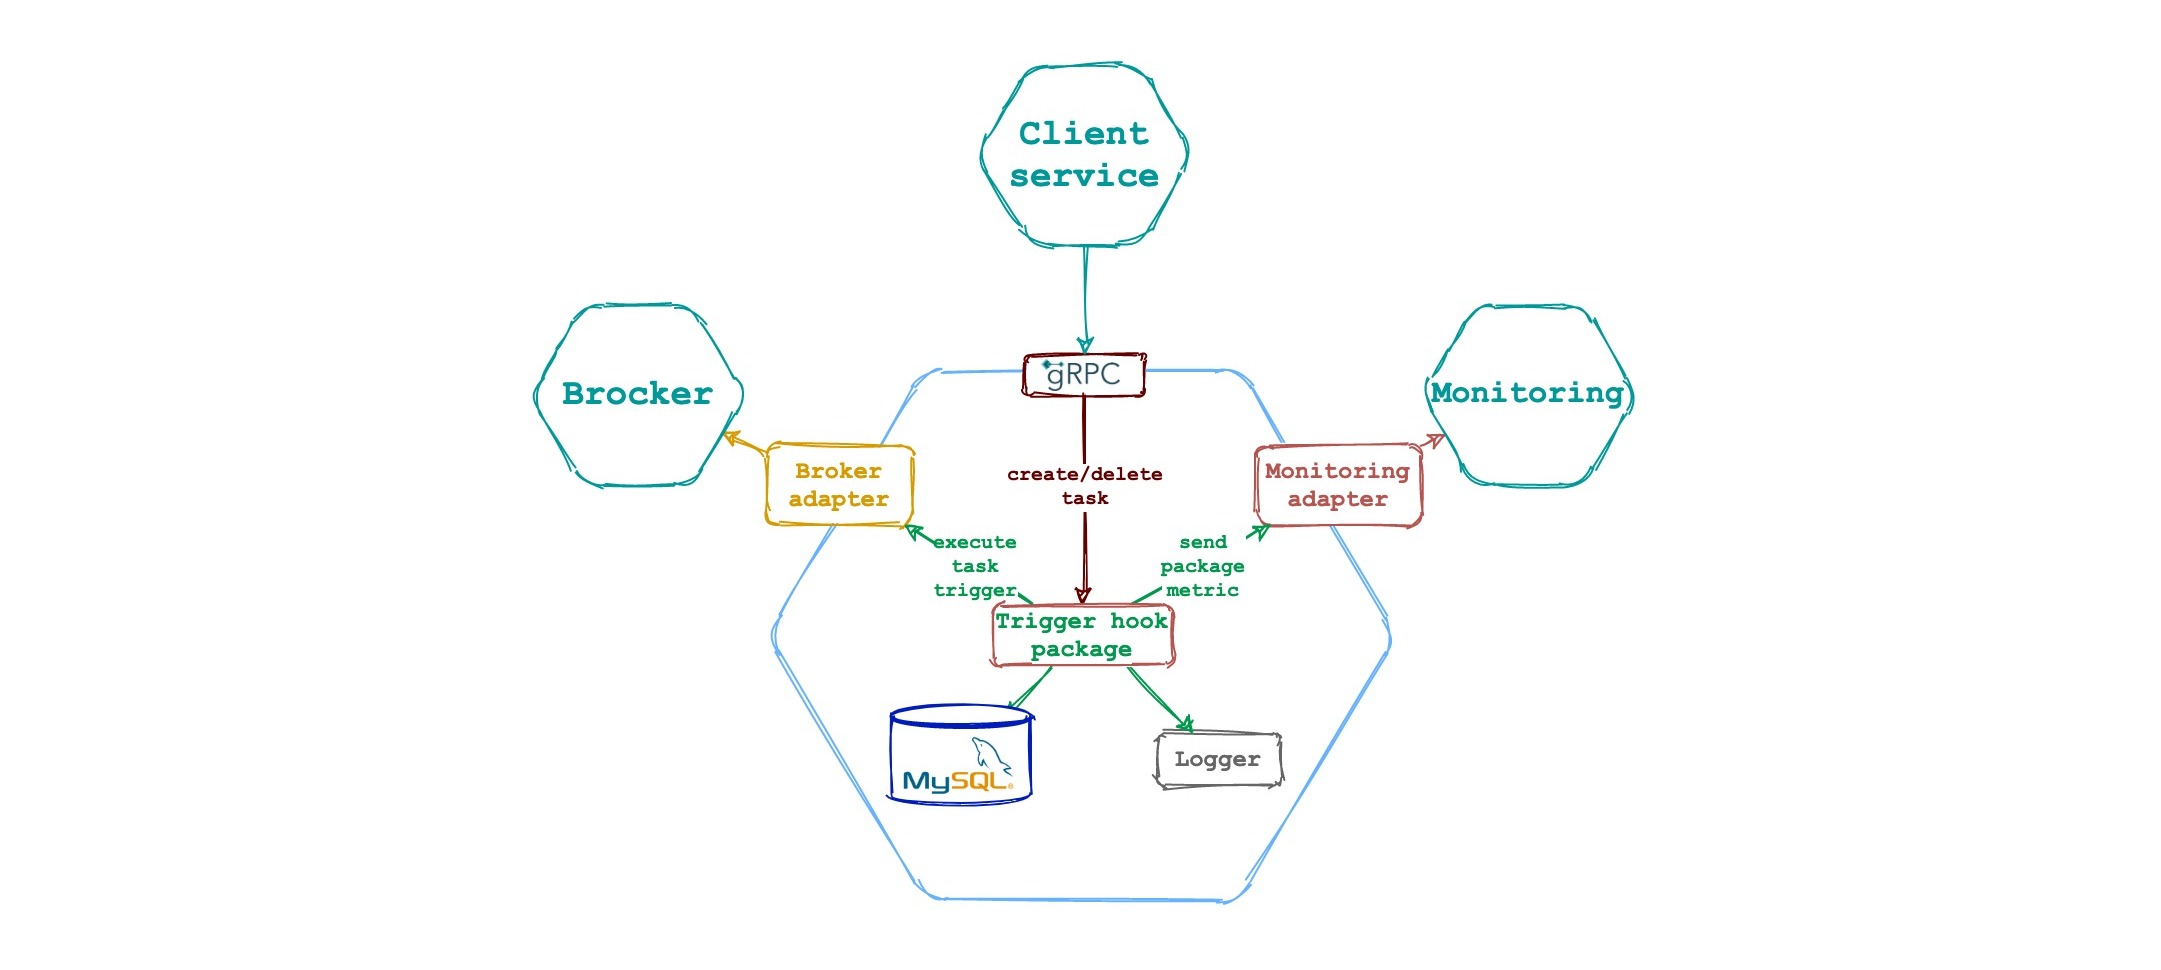 Client
service
Brocker
gRPC
Monitoring
Broker
adapter
create/delete
task
Monitoring
adapter
execute
task
trigger
send
package
metric
Trigger hook
package
MySQL
Logger